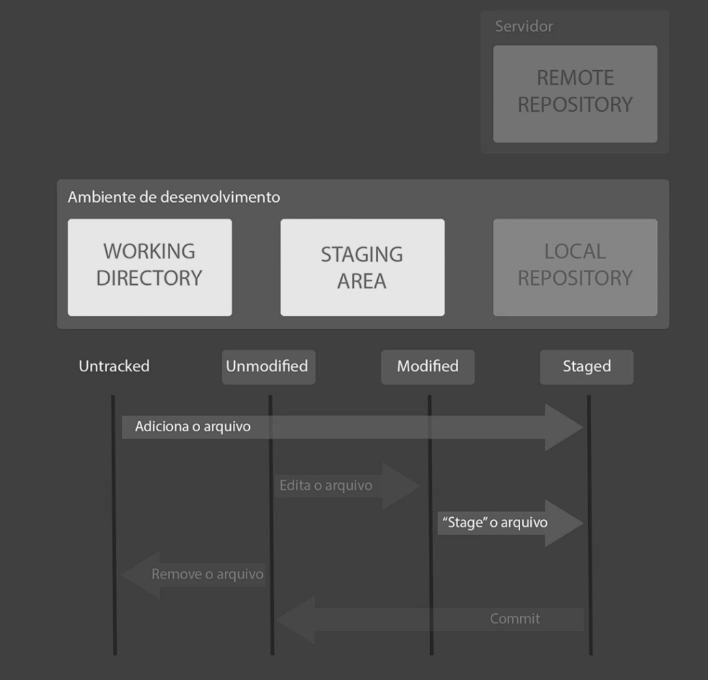 Servidor
REMOTE
REPOSITORY
Ambiente de desenvolvimento
WORKING
DIRECTORY
STAGING
AREA
LOCAL
REPOSITORY
Untracked
Unmodified
Modified
Staged
Adiciona o arquivo
Edita o arquivo
“Stage” o arquivo
Remove o arquivo
Commit